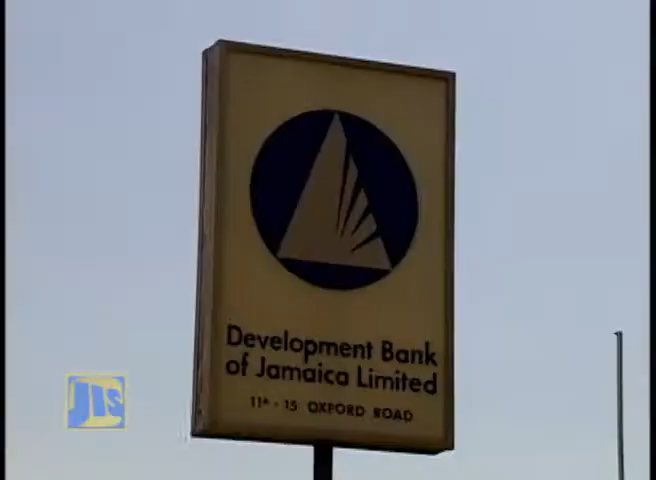 Development Bank
of Jamaica Limited
11ᴬ - 15 OXFORD ROAD
JIS